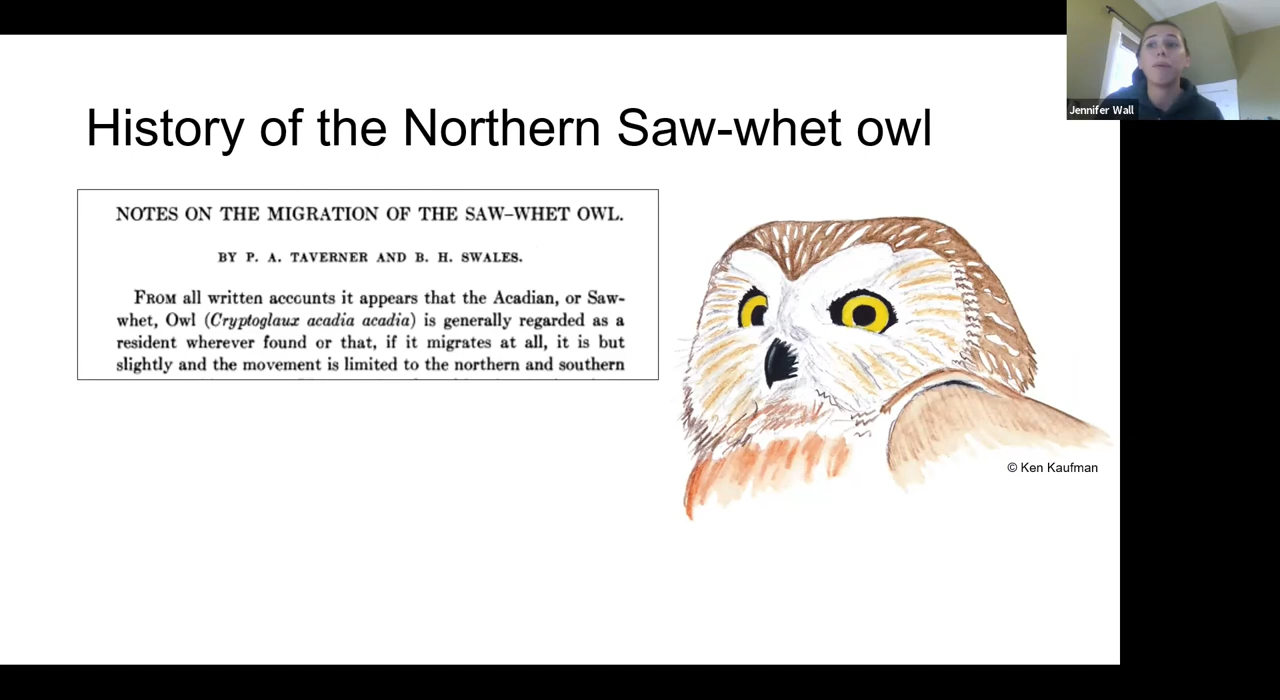 Jennifer Wall
History of the Northern Saw-whet owl
NOTES ON THE MIGRATION OF THE SAW-WHET OWL.
BY P. A. TAVERNER AND B. H. SWALES.
FROM all written accounts it appears that the Acadian, or Saw-
whet, Owl (Cryptoglaux acadia acadia) is generally regarded as a
resident wherever found or that, if it migrates at all, it is but
slightly and the movement is limited to the northern and southern
© Ken Kaufman